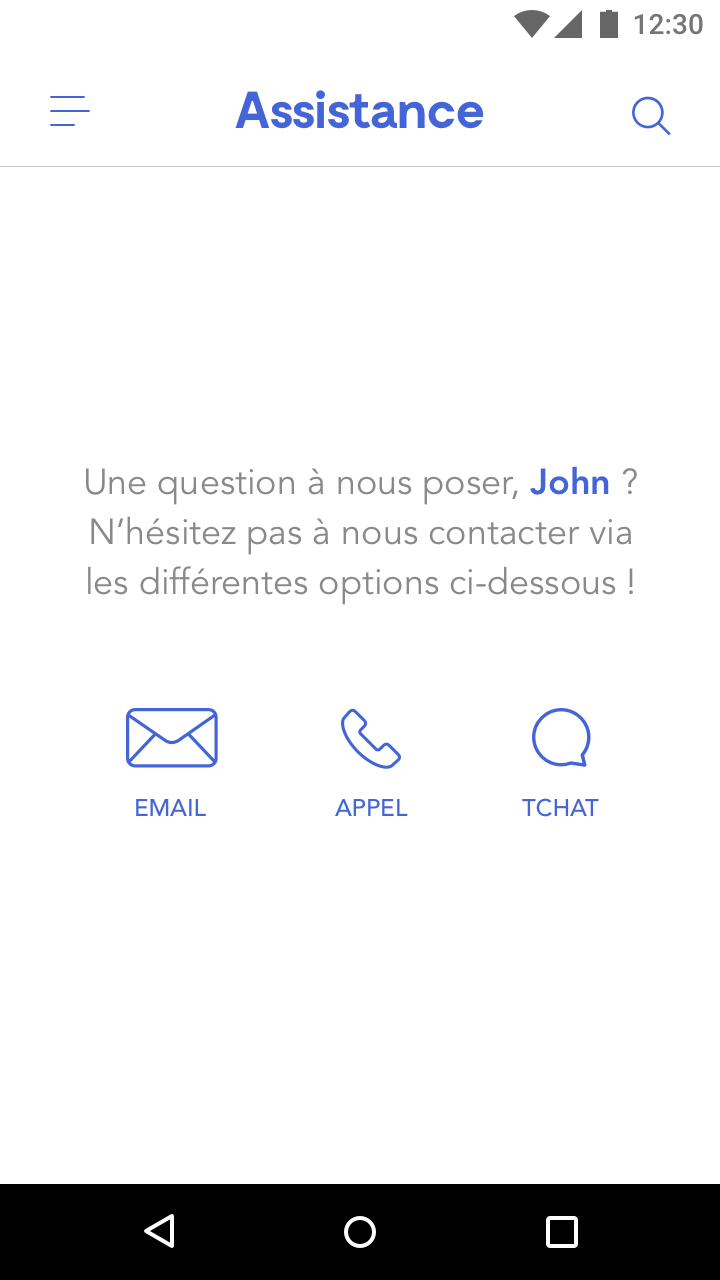 12:30
Assistance
Une question à nous poser, John ?
N’hésitez pas à nous contacter via
les différentes options ci-dessous !
EMAIL APPEL TCHAT